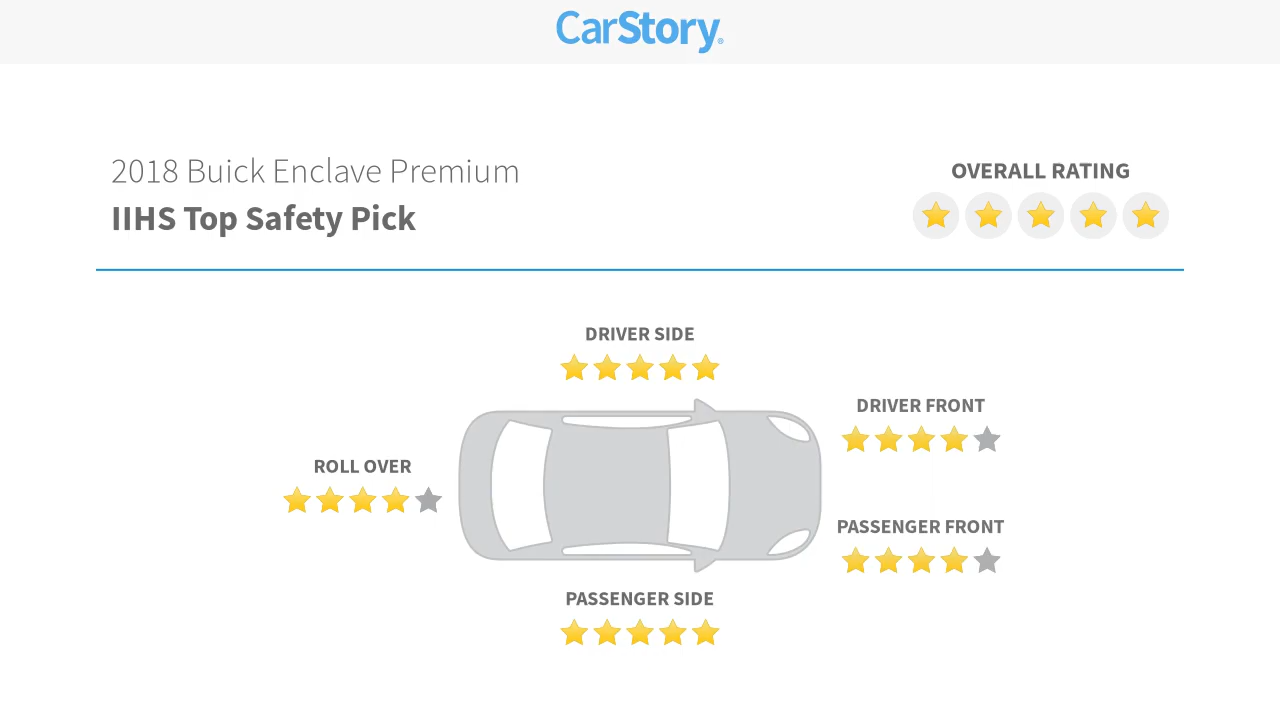 CarStory®
2018 Buick Enclave Premium
IIHS Top Safety Pick
OVERALL RATING
DRIVER SIDE
DRIVER FRONT
ROLL OVER
PASSENGER FRONT
PASSENGER SIDE